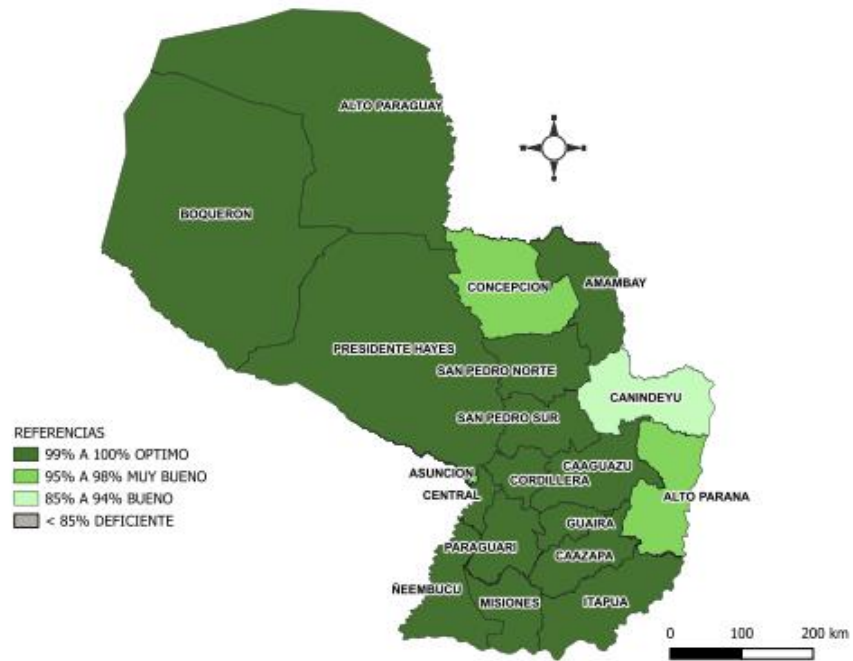 ALTO PARAGUAY
BOQUERON
CONCEPCION
AMAMBAY
PRESIDENTE HAYES
SAN PEDRO NORTE
CANINDEYU
SAN PEDRO SUR
REFERENCIAS
99% A 100% OPTIMO
95% A 98% MUY BUENO
85% A 94% BUENO
< 85% DEFICIENTE
ASUNCION
CAAGUAZU
CORDILLERA
CENTRAL
ALTO PARANA
GUAIRA
PARAGUARI
CAAZAPA
ÑEEMBUCU
MISIONES
ITAPUA
0 100 200 km